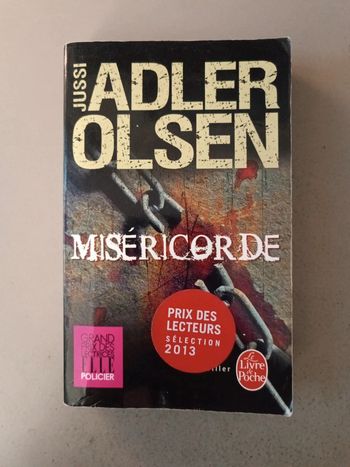 JUSSI
ADLER
OLSEN
MISÉRICORDE
PRIX DES
LECTEURS
SÉLECTION
2013
GRAND
PRIX DES
LECTRICES
ELLE
POLICIER
Le
Livre
de
Poche